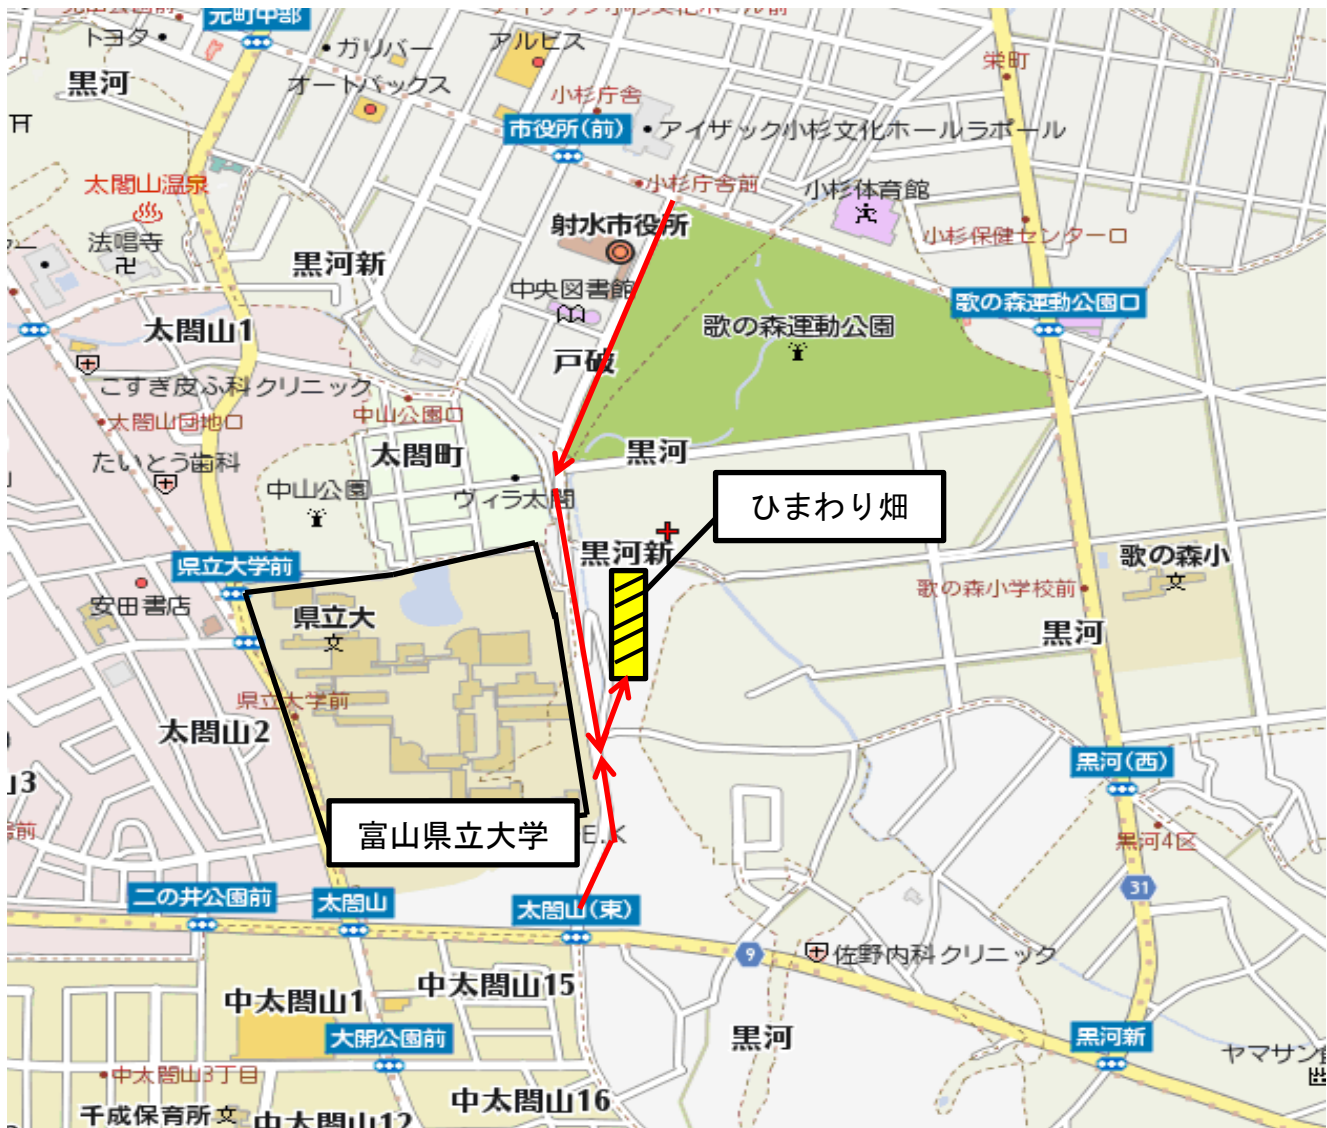 元町中部
トヨタ
ガリバー
アルビス
黒河
オートバックス
小杉庁舎
栄町
市役所(前)
アイザック小杉文化ホールラポール
太閤山温泉
小杉庁舎前
小杉体育館
法唱寺
射水市役所
小杉保健センター口
黒河新
中央図書館
歌の森運動公園口
太閤山1
歌の森運動公園
戸破
こすぎ皮ふ科クリニック
中山公園口
太閤山団地口
太閤町
黒河
たいとう歯科
中山公園
ヴィラ太閤
ひまわり畑
県立大学前
黒河新
歌の森小
安田書店
県立大
歌の森小学校前
黒河
県立大学前
太閤山2
黒河(西)
富山県立大学
E.K
黒河4区
二の井公園前
太閤山
太閤山(東)
31
9
佐野内科クリニック
中太閤山1
中太閤山15
大開公園前
黒河
黒河新
ヤマサン
中太閤山3丁目
千成保育所
中太閤山12
中太閤山16